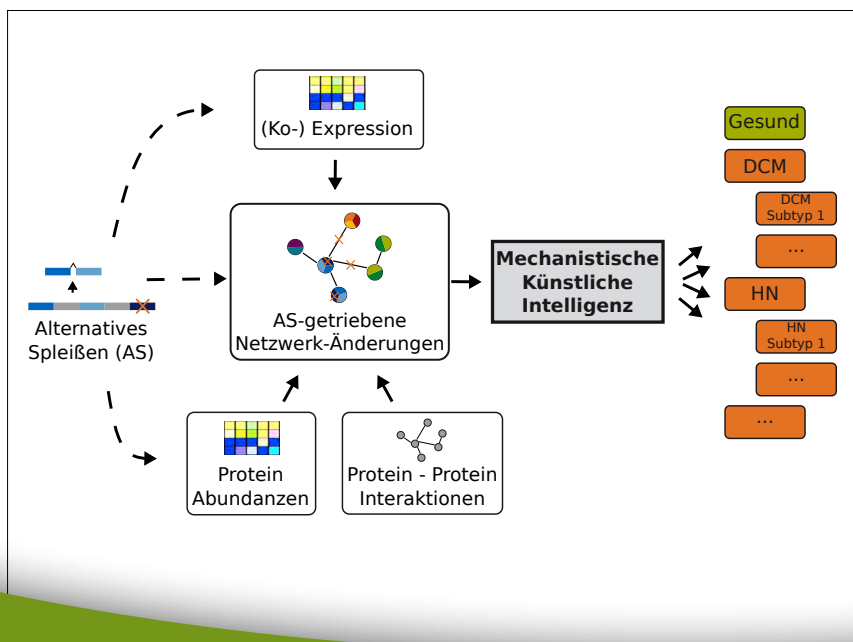 (Ko-) Expression
Alternatives
Spleißen (AS)
AS-getriebene
Netzwerk-Änderungen
Protein
Abundanzen
Protein - Protein
Interaktionen
Mechanistische
Künstliche
Intelligenz
Gesund
DCM
DCM
Subtyp 1
...
HN
HN
Subtyp 1
...
...